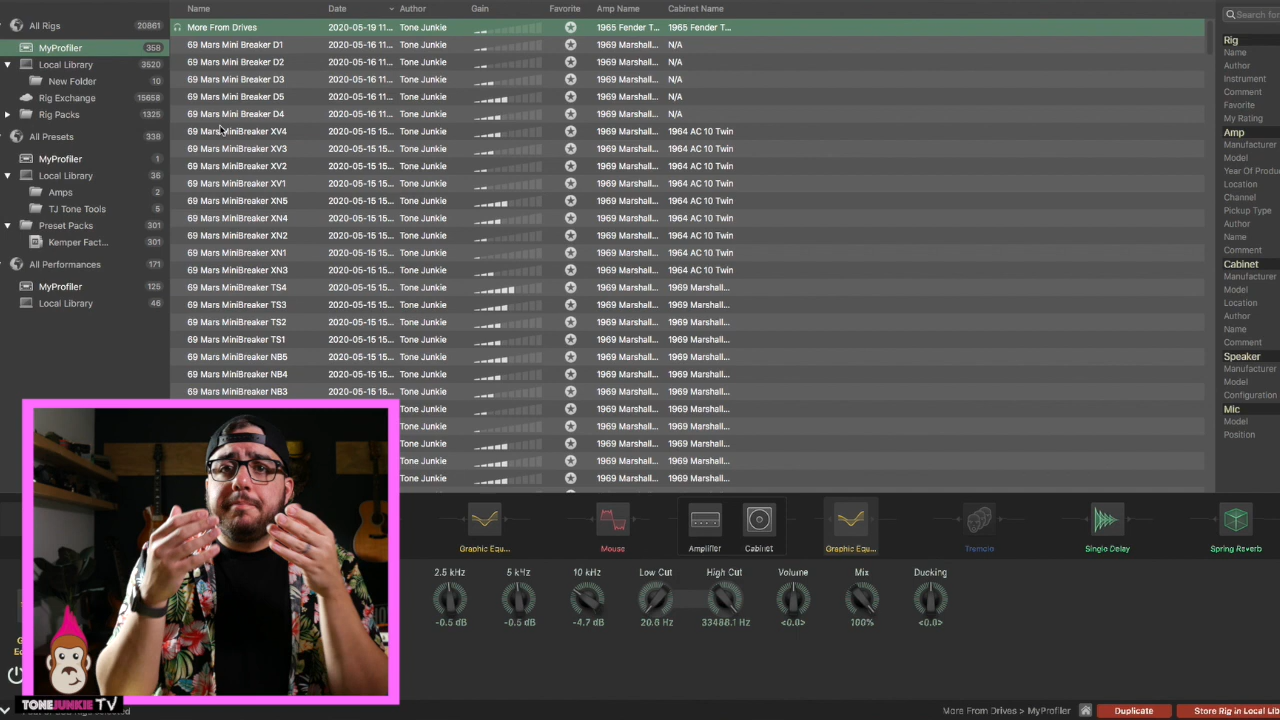 Name Date Author Gain Favorite Amp Name Cabinet Name
All Rigs 20861
MyProfiler 358
Local Library 3520
New Folder 10
Rig Exchange 15658
Rig Packs 1325
All Presets 338
MyProfiler 1
Local Library 36
Amps 2
TJ Tone Tools 5
Preset Packs 301
Kemper Fact... 301
All Performances 171
MyProfiler 125
Local Library 46
More From Drives 2020-05-19 11... Tone Junkie 1965 Fender T... 1965 Fender T...
69 Mars Mini Breaker D1 2020-05-16 11... Tone Junkie 1969 Marshall... N/A
69 Mars Mini Breaker D2 2020-05-16 11... Tone Junkie 1969 Marshall... N/A
69 Mars Mini Breaker D3 2020-05-16 11... Tone Junkie 1969 Marshall... N/A
69 Mars Mini Breaker D5 2020-05-16 11... Tone Junkie 1969 Marshall... N/A
69 Mars Mini Breaker D4 2020-05-16 11... Tone Junkie 1969 Marshall... N/A
69 Mars MiniBreaker XV4 2020-05-15 15... Tone Junkie 1969 Marshall... 1964 AC 10 Twin
69 Mars MiniBreaker XV3 2020-05-15 15... Tone Junkie 1969 Marshall... 1964 AC 10 Twin
69 Mars MiniBreaker XV2 2020-05-15 15... Tone Junkie 1969 Marshall... 1964 AC 10 Twin
69 Mars MiniBreaker XV1 2020-05-15 15... Tone Junkie 1969 Marshall... 1964 AC 10 Twin
69 Mars MiniBreaker XN5 2020-05-15 15... Tone Junkie 1969 Marshall... 1964 AC 10 Twin
69 Mars MiniBreaker XN4 2020-05-15 15... Tone Junkie 1969 Marshall... 1964 AC 10 Twin
69 Mars MiniBreaker XN2 2020-05-15 15... Tone Junkie 1969 Marshall... 1964 AC 10 Twin
69 Mars MiniBreaker XN1 2020-05-15 15... Tone Junkie 1969 Marshall... 1964 AC 10 Twin
69 Mars MiniBreaker XN3 2020-05-15 15... Tone Junkie 1969 Marshall... 1964 AC 10 Twin
69 Mars MiniBreaker TS4 2020-05-15 15... Tone Junkie 1969 Marshall... 1969 Marshall...
69 Mars MiniBreaker TS3 2020-05-15 15... Tone Junkie 1969 Marshall... 1969 Marshall...
69 Mars MiniBreaker TS2 2020-05-15 15... Tone Junkie 1969 Marshall... 1969 Marshall...
69 Mars MiniBreaker TS1 2020-05-15 15... Tone Junkie 1969 Marshall... 1969 Marshall...
69 Mars MiniBreaker NB5 2020-05-15 15... Tone Junkie 1969 Marshall... 1969 Marshall...
69 Mars MiniBreaker NB4 2020-05-15 15... Tone Junkie 1969 Marshall... 1969 Marshall...
69 Mars MiniBreaker NB3 2020-05-15 15... Tone Junkie 1969 Marshall... 1969 Marshall...
Tone Junkie 1969 Marshall... 1969 Marshall...
Tone Junkie 1969 Marshall... 1969 Marshall...
Tone Junkie 1969 Marshall... 1969 Marshall...
Tone Junkie 1969 Marshall... 1969 Marshall...
Tone Junkie 1969 Marshall... 1969 Marshall...
Search for
Rig
Name
Author
Instrument
Comment
Favorite
My Rating
Amp
Manufacturer
Model
Year Of Produ
Location
Channel
Pickup Type
Author
Name
Comment
Cabinet
Manufacturer
Model
Location
Author
Name
Comment
Speaker
Manufacturer
Model
Configuration
Mic
Model
Position
Graphic Equ... Mouse Amplifier Cabinet Graphic Equ... Tremolo Single Delay Spring Reverb
2.5 kHz 5 kHz 10 kHz Low Cut High Cut Volume Mix Ducking
-0.5 dB -0.5 dB -4.7 dB 20.6 Hz 33488.1 Hz <0.0> 100% <0.0>
TONEJUNKIE TV
More From Drives > MyProfiler Duplicate Store Rig in Local Lib